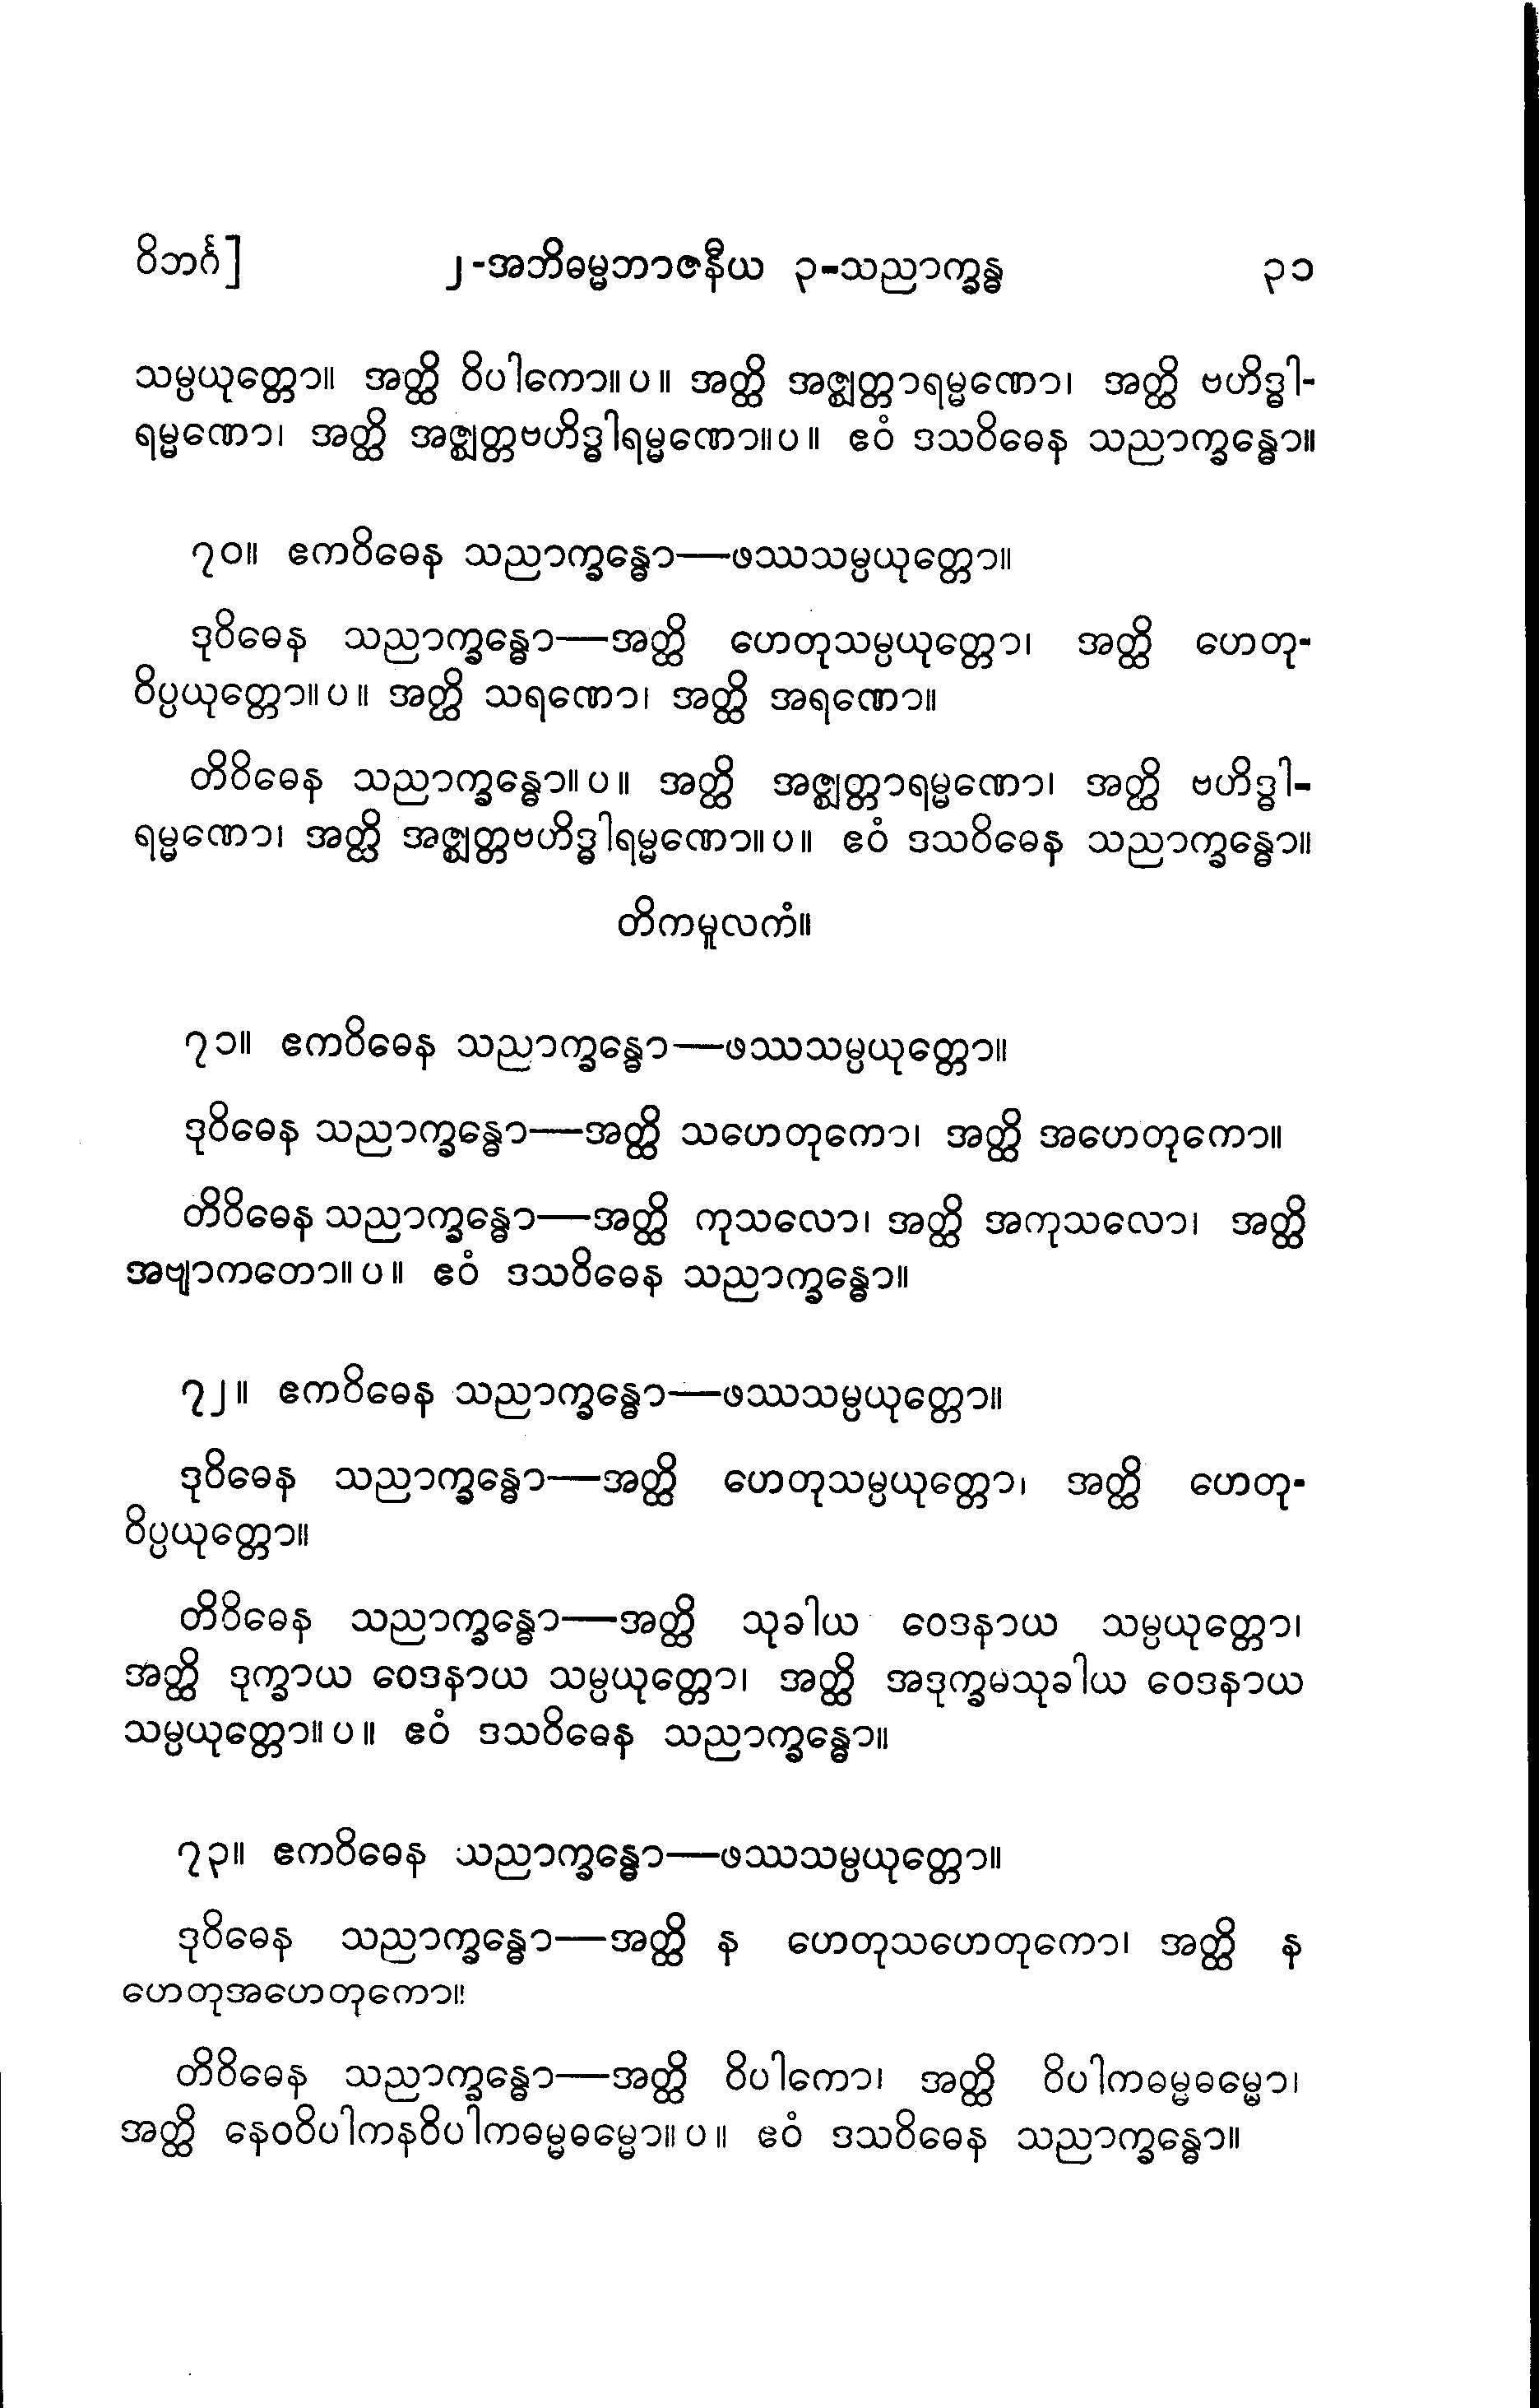 ဝိဘင်္ဂ] ၂-အဘိဓမ္မဘာဇနီယ ၃-သညာက္ခန္ဓ ၃၁
သမ္ပယုတ္တော။ အတ္ထိ ဝိပါကော။ပ။ အတ္ထိ အဇ္ဈတ္တာရမ္မဏော၊ အတ္ထိ ဗဟိဒ္ဓါ-
ရမ္မဏော၊ အတ္ထိ အဇ္ဈတ္တဗဟိဒ္ဓါရမ္မဏော။ပ။ ဧဝံ ဒသဝိဓေန သညာက္ခန္ဓော။
၇၀။ ဧကဝိဓေန သညာက္ခန္ဓော—ဖဿသမ္ပယုတ္တော။
ဒုဝိဓေန သညာက္ခန္ဓော—အတ္ထိ ဟေတုသမ္ပယုတ္တော၊ အတ္ထိ ဟေတု-
ဝိပ္ပယုတ္တော။ပ။ အတ္ထိ သရဏော၊ အတ္ထိ အရဏော။
တိဝိဓေန သညာက္ခန္ဓော။ပ။ အတ္ထိ အဇ္ဈတ္တာရမ္မဏော၊ အတ္ထိ ဗဟိဒ္ဓါ-
ရမ္မဏော၊ အတ္ထိ အဇ္ဈတ္တဗဟိဒ္ဓါရမ္မဏော။ပ။ ဧဝံ ဒသဝိဓေန သညာက္ခန္ဓော။
တိကမူလကံ။
၇၁။ ဧကဝိဓေန သညာက္ခန္ဓော—ဖဿသမ္ပယုတ္တော။
ဒုဝိဓေန သညာက္ခန္ဓော—အတ္ထိ သဟေတုကော၊ အတ္ထိ အဟေတုကော။
တိဝိဓေန သညာက္ခန္ဓော—အတ္ထိ ကုသလော၊ အတ္ထိ အကုသလော၊ အတ္ထိ
အဗျာကတော။ပ။ ဧဝံ ဒသဝိဓေန သညာက္ခန္ဓော။
၇၂။ ဧကဝိဓေန သညာက္ခန္ဓော—ဖဿသမ္ပယုတ္တော။
ဒုဝိဓေန သညာက္ခန္ဓော—အတ္ထိ ဟေတုသမ္ပယုတ္တော၊ အတ္ထိ ဟေတု-
ဝိပ္ပယုတ္တော။
တိဝိဓေန သညာက္ခန္ဓော—အတ္ထိ သုခါယ ဝေဒနာယ သမ္ပယုတ္တော၊
အတ္ထိ ဒုက္ခာယ ဝေဒနာယ သမ္ပယုတ္တော၊ အတ္ထိ အဒုက္ခမသုခါယ ဝေဒနာယ
သမ္ပယုတ္တော။ပ။ ဧဝံ ဒသဝိဓေန သညာက္ခန္ဓော။
၇၃။ ဧကဝိဓေန သညာက္ခန္ဓော—ဖဿသမ္ပယုတ္တော။
ဒုဝိဓေန သညာက္ခန္ဓော—အတ္ထိ န ဟေတုသဟေတုကော၊ အတ္ထိ န
ဟေတုအဟေတုကော။
တိဝိဓေန သညာက္ခန္ဓော—အတ္ထိ ဝိပါကော၊ အတ္ထိ ဝိပါကဓမ္မဓမ္မော၊
အတ္ထိ နေဝဝိပါကနဝိပါကဓမ္မဓမ္မော။ပ။ ဧဝံ ဒသဝိဓေန သညာက္ခန္ဓော။